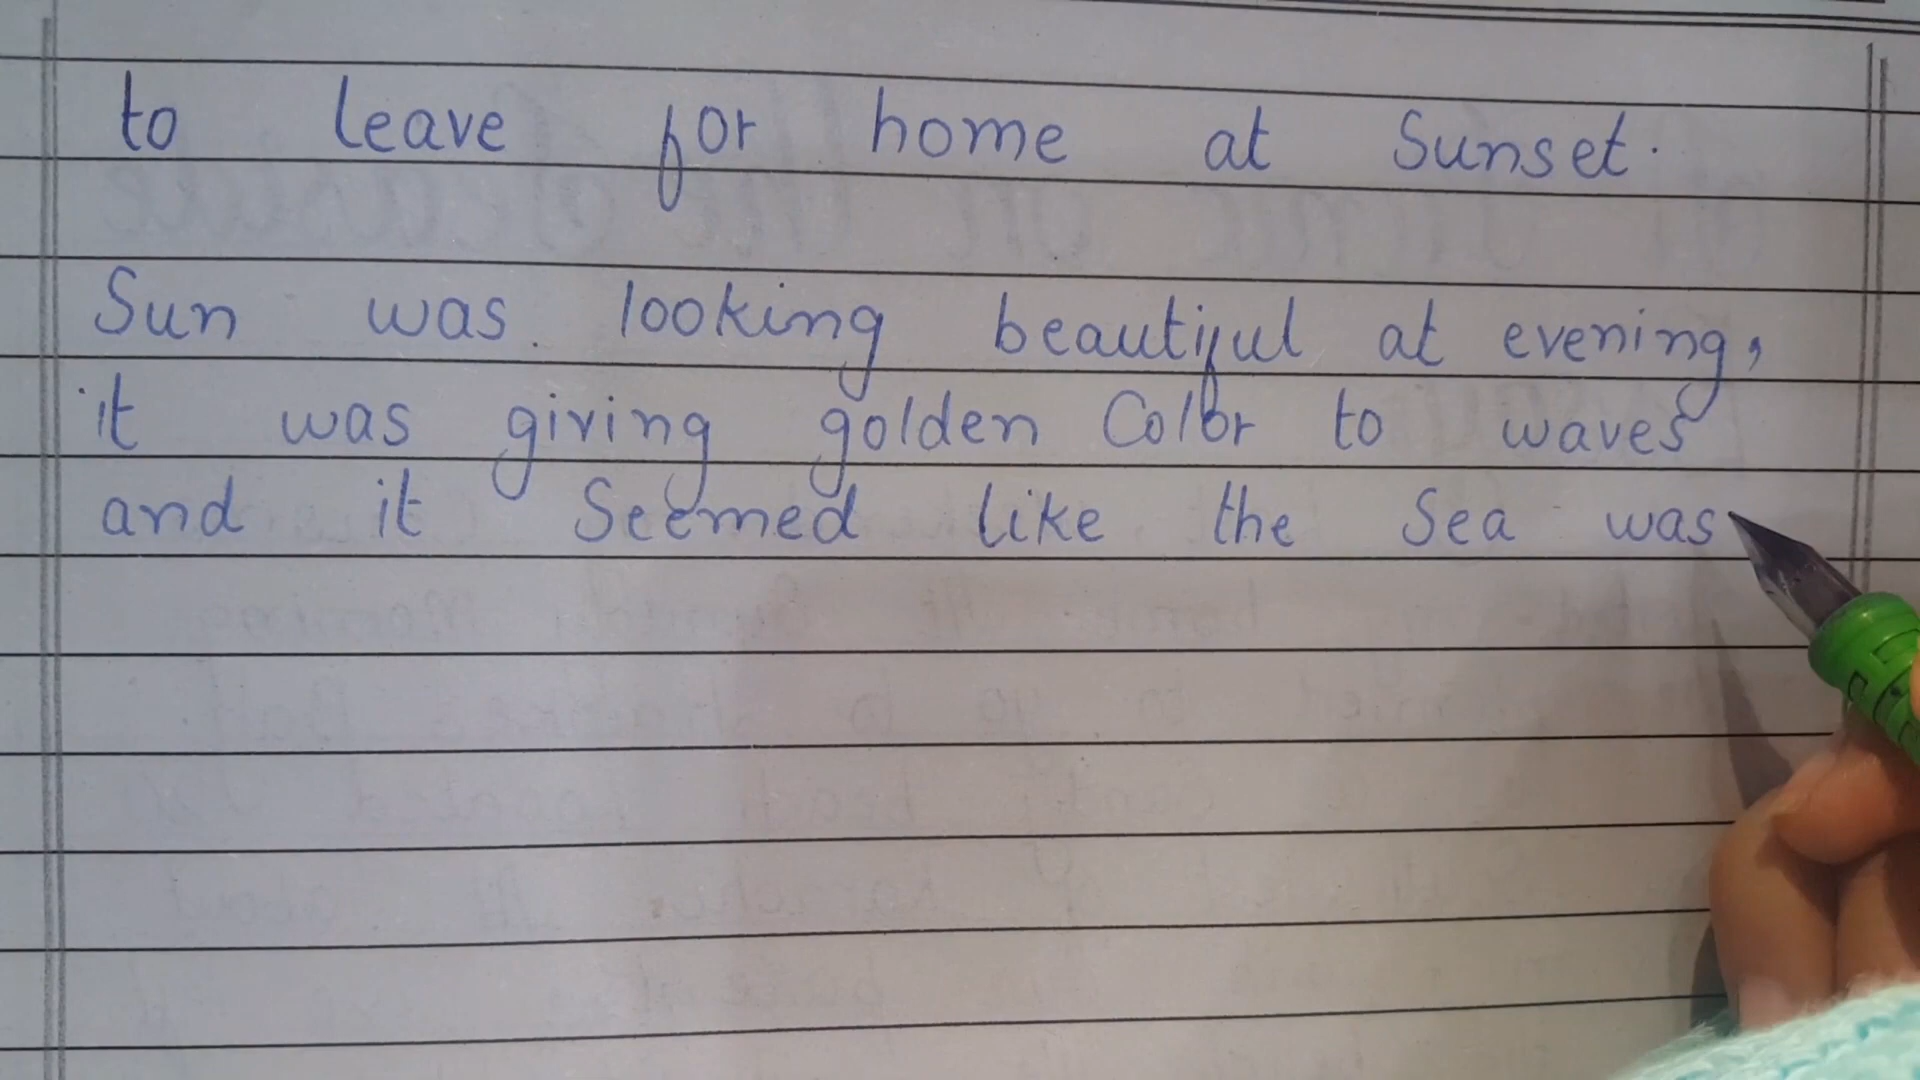 to leave for home at Sunset.
Sun was looking beautiful at evening,
it was giving golden Color to waves
and it Seemed like the Sea was